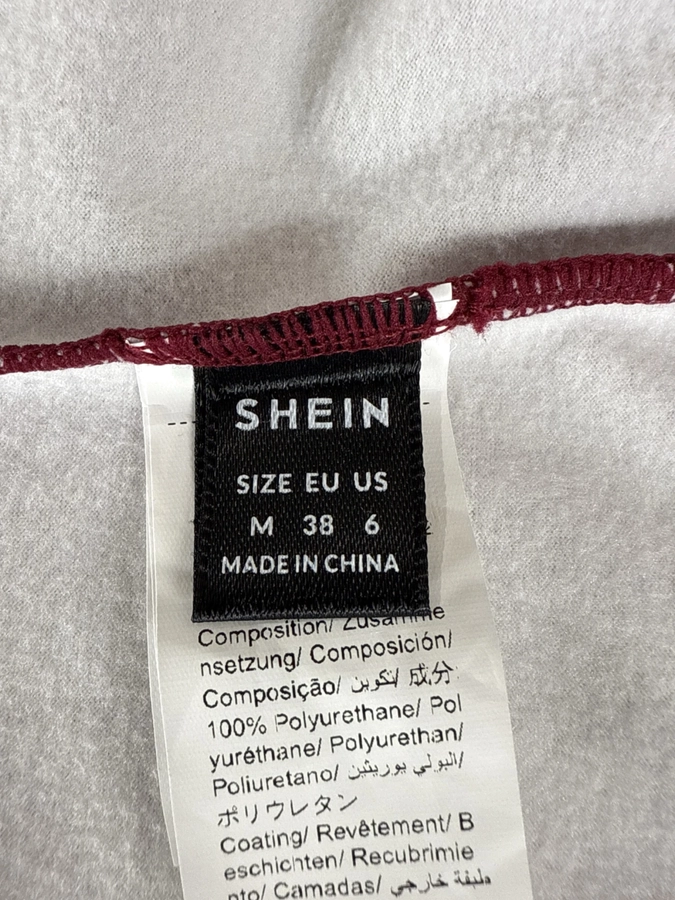 SHEIN
SIZE EU US
M 38 6
MADE IN CHINA
Composition/ Zusamme
nsetzung/ Composición/
Composição/ تكوين/ 成分
100% Polyurethane/ Pol
yuréthane/ Polyurethan/
Poliuretano/ البولي يوريثين/
ポリウレタン
Coating/ Revêtement/ B
eschichten/ Recubrimie
nto/ Camadas/ طبقة خارجي